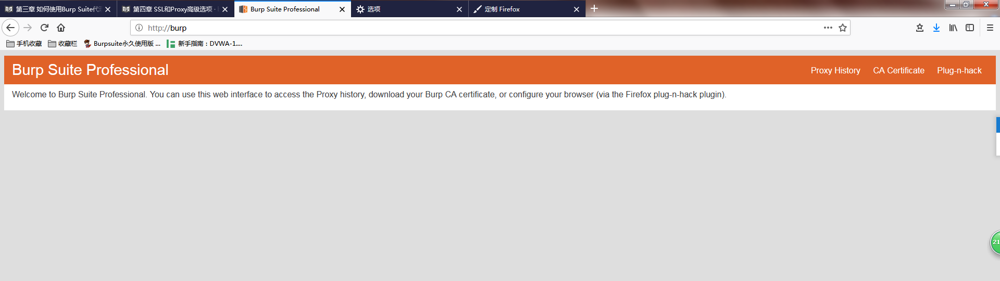 第三章 如何使用Burp Suite代理
第四章 SSL和Proxy高级选项 ·
Burp Suite Professional
选项
定制 Firefox
http://burp
手机收藏
收藏栏
Burpsuite永久使用版 ...
新手指南：DVWA-1....
Burp Suite Professional
Proxy History
CA Certificate
Plug-n-hack
Welcome to Burp Suite Professional. You can use this web interface to access the Proxy history, download your Burp CA certificate, or configure your browser (via the Firefox plug-n-hack plugin).
21